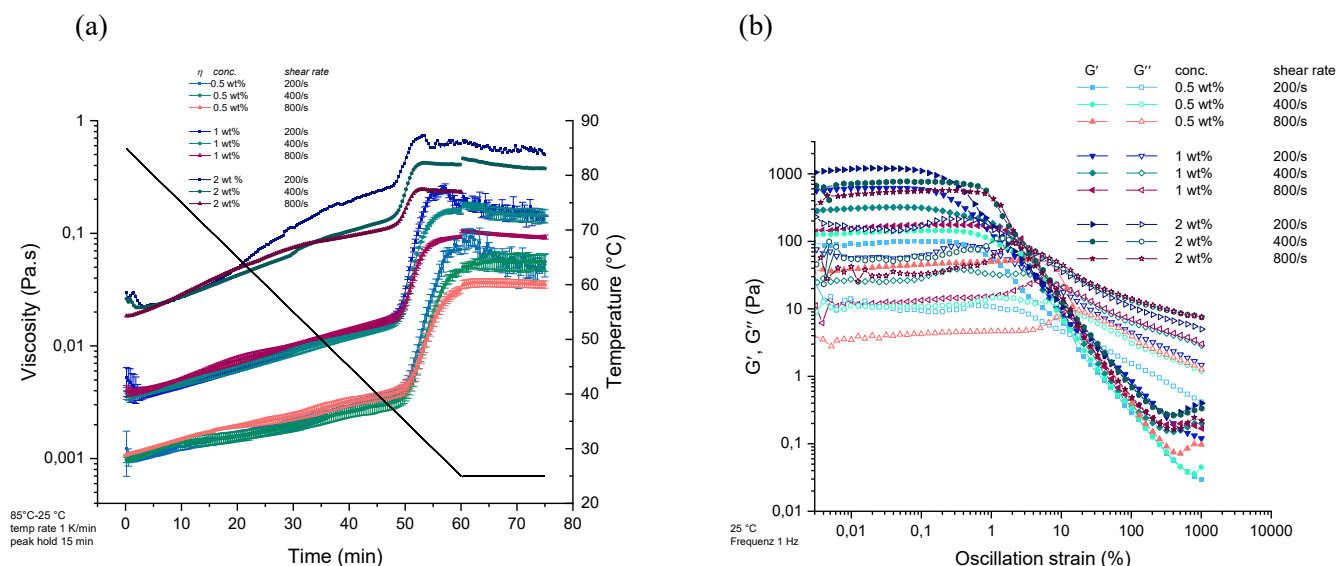 (a)
η conc. shear rate
0.5 wt% 200/s
0.5 wt% 400/s
0.5 wt% 800/s
1 wt% 200/s
1 wt% 400/s
1 wt% 800/s
2 wt % 200/s
2 wt% 400/s
2 wt% 800/s
1
0,1
0,01
0,001
Viscosity (Pa.s)
90
80
70
60
50
40
30
20
Temperature (°C)
0 10 20 30 40 50 60 70 80
Time (min)
85°C-25 °C
temp rate 1 K/min
peak hold 15 min
(b)
G' G'' conc. shear rate
0.5 wt% 200/s
0.5 wt% 400/s
0.5 wt% 800/s
1 wt% 200/s
1 wt% 400/s
1 wt% 800/s
2 wt% 200/s
2 wt% 400/s
2 wt% 800/s
1000
100
10
1
0,1
0,01
G', G'' (Pa)
0,01 0,1 1 10 100 1000 10000
Oscillation strain (%)
25 °C
Frequenz 1 Hz